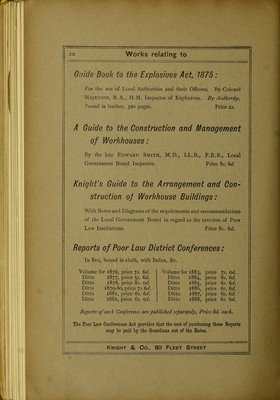 20 Works relating to
Guide Book to the Explosives Act, 1875:
For the use of Local Authorities and their Officers. By Colonel
Majendie, R.A., H.M. Inspector of Explosives. By Authority.
Bound in leather, 320 pages. Price 2s.
A Guide to the Construction and Management
of Workhouses:
By the late Edward Smith, M.D., LL.B., F.R.S., Local
Government Board Inspector. Price 8s. 6d.
Knight's Guide to the Arrangement and Con-
struction of Workhouse Buildings:
With Notes and Diagrams of the requirements and recommendations
of the Local Government Board in regard to the erection of Poor
Law Institutions. Price 8s. 6d.
Reports of Poor Law District Conferences:
In 8vo, bound in cloth, with Index, &c.
Volume for 1876, price 7s. 6d.
Ditto 1877, price 5s. 6d.
Ditto 1878, price 8s. 6d.
Ditto 1879-80, price 7s. 6d.
Ditto 1881, price 6s. 6d.
Ditto 1882, price 6s. 6d.
Volume for 1883, price 7s. 6d.
Ditto 1884, price 8s. 6d.
Ditto 1885, price 8s. 6d.
Ditto 1886, price 6s. 6d.
Ditto 1887, price 6s. 6d.
Ditto 1888, price 8s. 6d.
Reports of each Conference are published separately, Price 6d. each.
The Poor Law Conferences Act provides that the cost of purchasing these Reports
may be paid by the Guardians out of the Rates.
Knight & Co., 90 Fleet Street